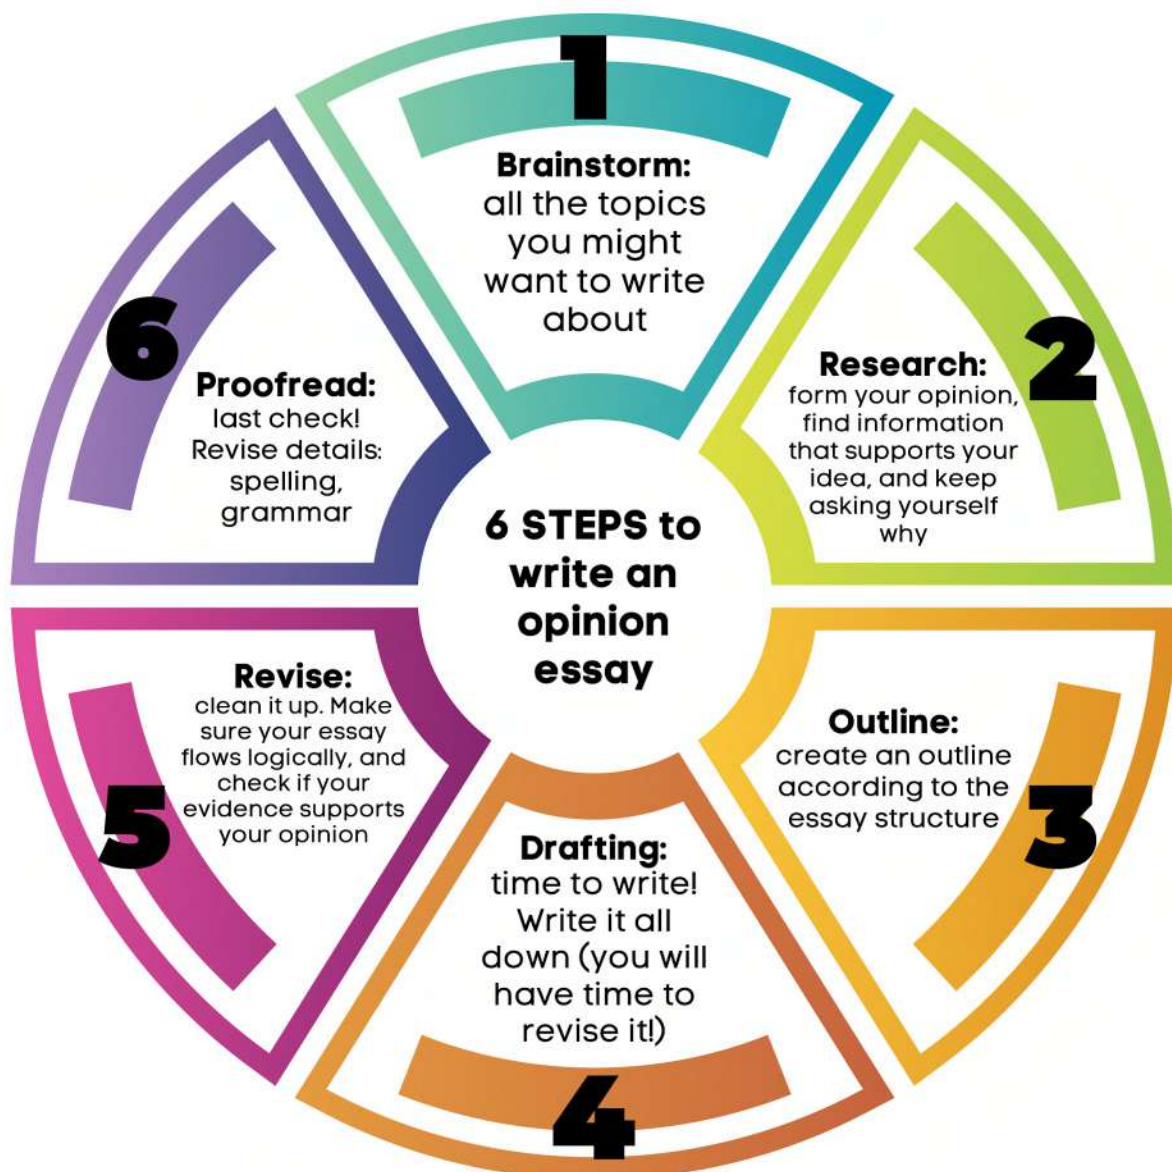 6 STEPS to
write an
opinion
essay
1
Brainstorm:
all the topics
you might
want to write
about
2
Research:
form your opinion,
find information
that supports your
idea, and keep
asking yourself
why
3
Outline:
create an outline
according to the
essay structure
4
Drafting:
time to write!
Write it all
down (you will
have time to
revise it!)
5
Revise:
clean it up. Make
sure your essay
flows logically, and
check if your
evidence supports
your opinion
6
Proofread:
last check!
Revise details:
spelling,
grammar